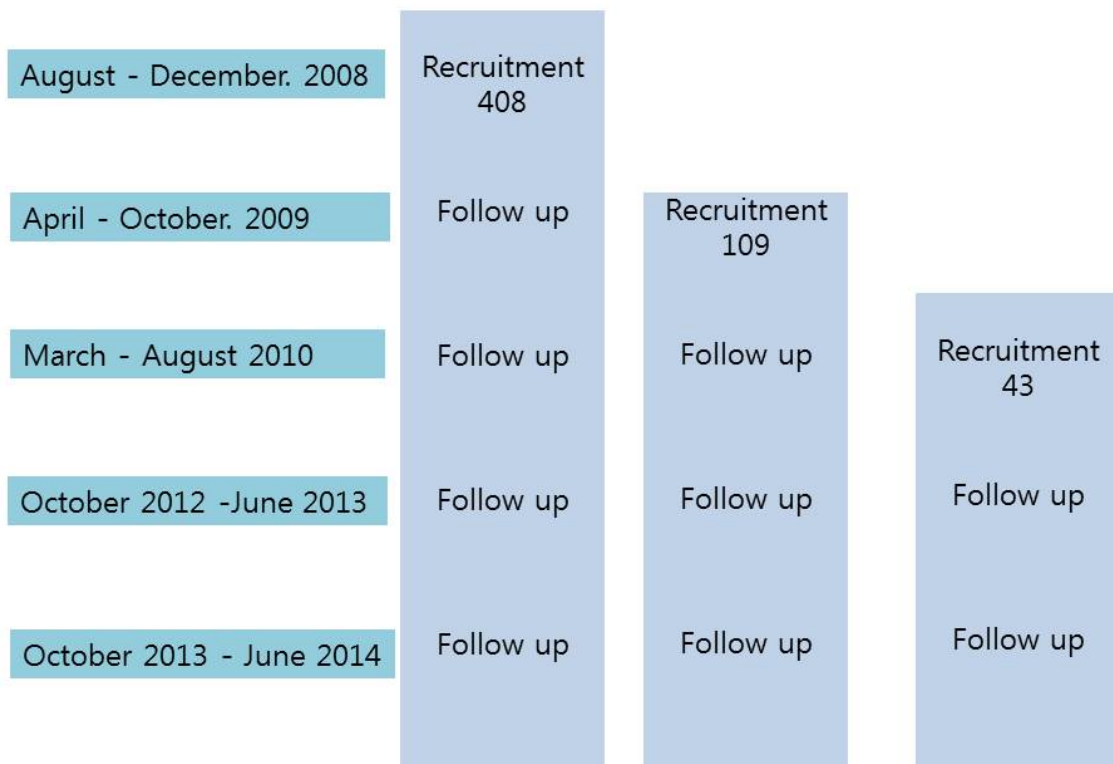 August - December. 2008
Recruitment
408
April - October. 2009
Follow up
Recruitment
109
March - August 2010
Follow up
Follow up
Recruitment
43
October 2012 -June 2013
Follow up
Follow up
Follow up
October 2013 - June 2014
Follow up
Follow up
Follow up